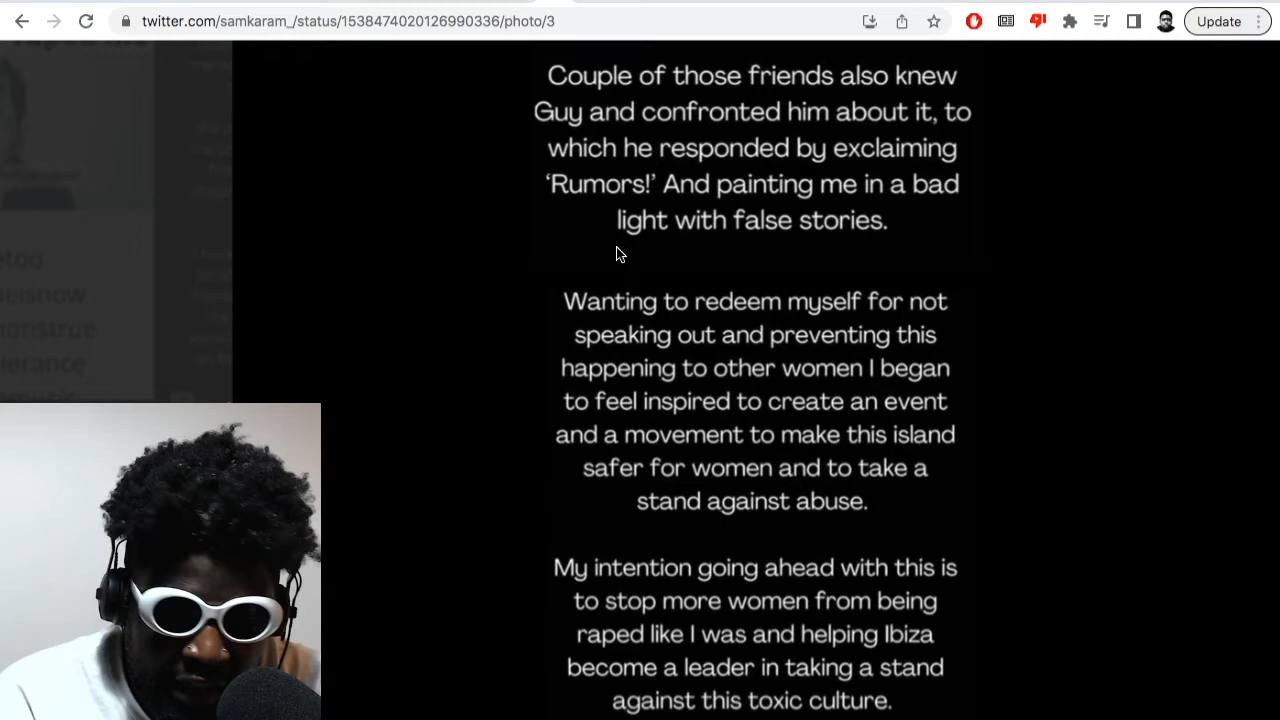 twitter.com/samkaram_/status/1538474020126990336/photo/3
Update
Couple of those friends also knew
Guy and confronted him about it, to
which he responded by exclaiming
‘Rumors!’ And painting me in a bad
light with false stories.
Wanting to redeem myself for not
speaking out and preventing this
happening to other women I began
to feel inspired to create an event
and a movement to make this island
safer for women and to take a
stand against abuse.
My intention going ahead with this is
to stop more women from being
raped like I was and helping Ibiza
become a leader in taking a stand
against this toxic culture.